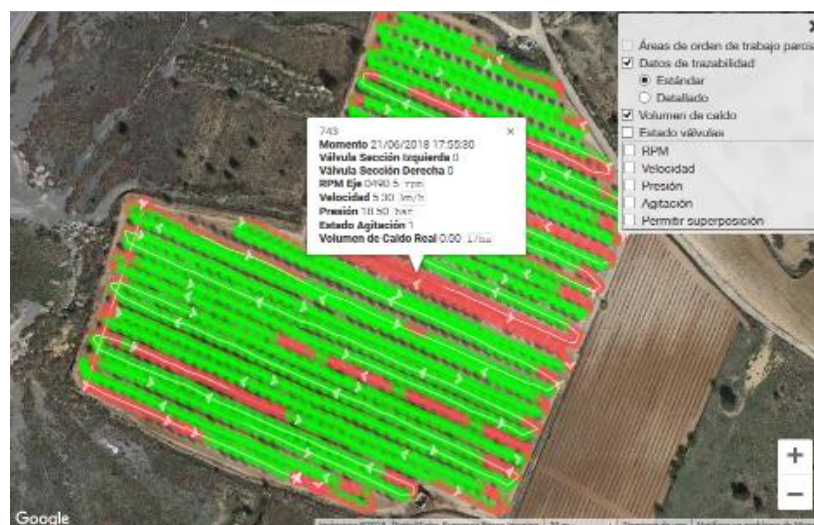 743 ×
Momento 21/06/2018 17:55:30
Válvula Sección Izquierda 0
Válvula Sección Derecha 0
RPM Eje 0490.5 rpm
Velocidad 5.30 km/h
Presión 18.50 bar
Estado Agitación 1
Volumen de Caldo Real 0.00 l/ha
Áreas de orden de trabajo
Datos de trazabilidad
Estándar
Detallado
Volumen de caldo
Estado válvulas
RPM
Velocidad
Presión
Agitación
Permitir superposición
+
−
Google